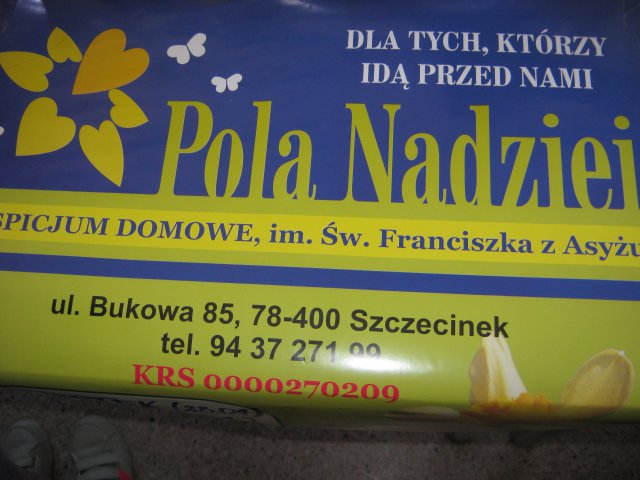 DLA TYCH, KTÓRZY
IDĄ PRZED NAMI
Pola Nadziei
SPICJUM DOMOWE, im. Św. Franciszka z Asyżu
ul. Bukowa 85, 78-400 Szczecinek
tel. 94 37 271 99
KRS 0000270209